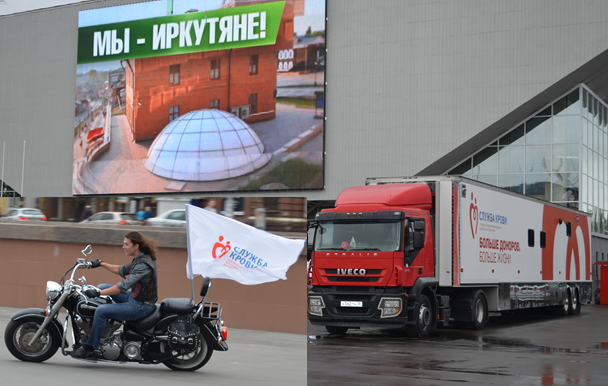 МЫ - ИРКУТЯНЕ!
СЛУЖБА
КРОВИ
СЛУЖБА КРОВИ
БОЛЬШЕ ДОНОРОВ,
БОЛЬШЕ ЖИЗНИ!
IVECO